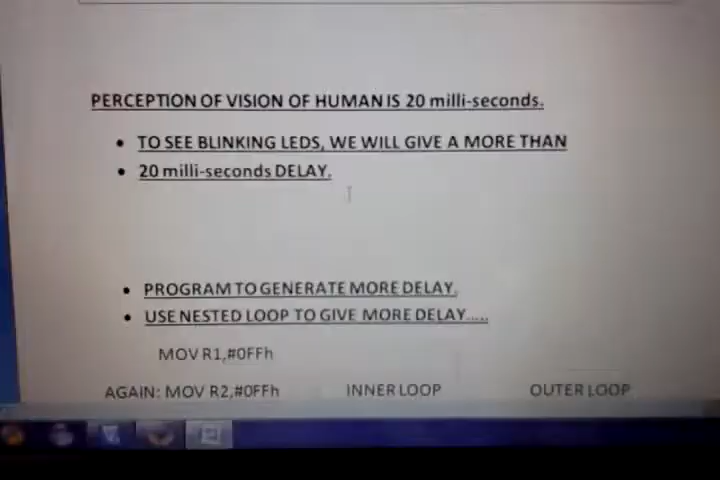 PERCEPTION OF VISION OF HUMAN IS 20 milli-seconds.
• TO SEE BLINKING LEDS, WE WILL GIVE A MORE THAN
• 20 milli-seconds DELAY.
• PROGRAM TO GENERATE MORE DELAY.
• USE NESTED LOOP TO GIVE MORE DELAY.....
MOV R1,#0FFh
AGAIN: MOV R2,#0FFh INNER LOOP OUTER LOOP